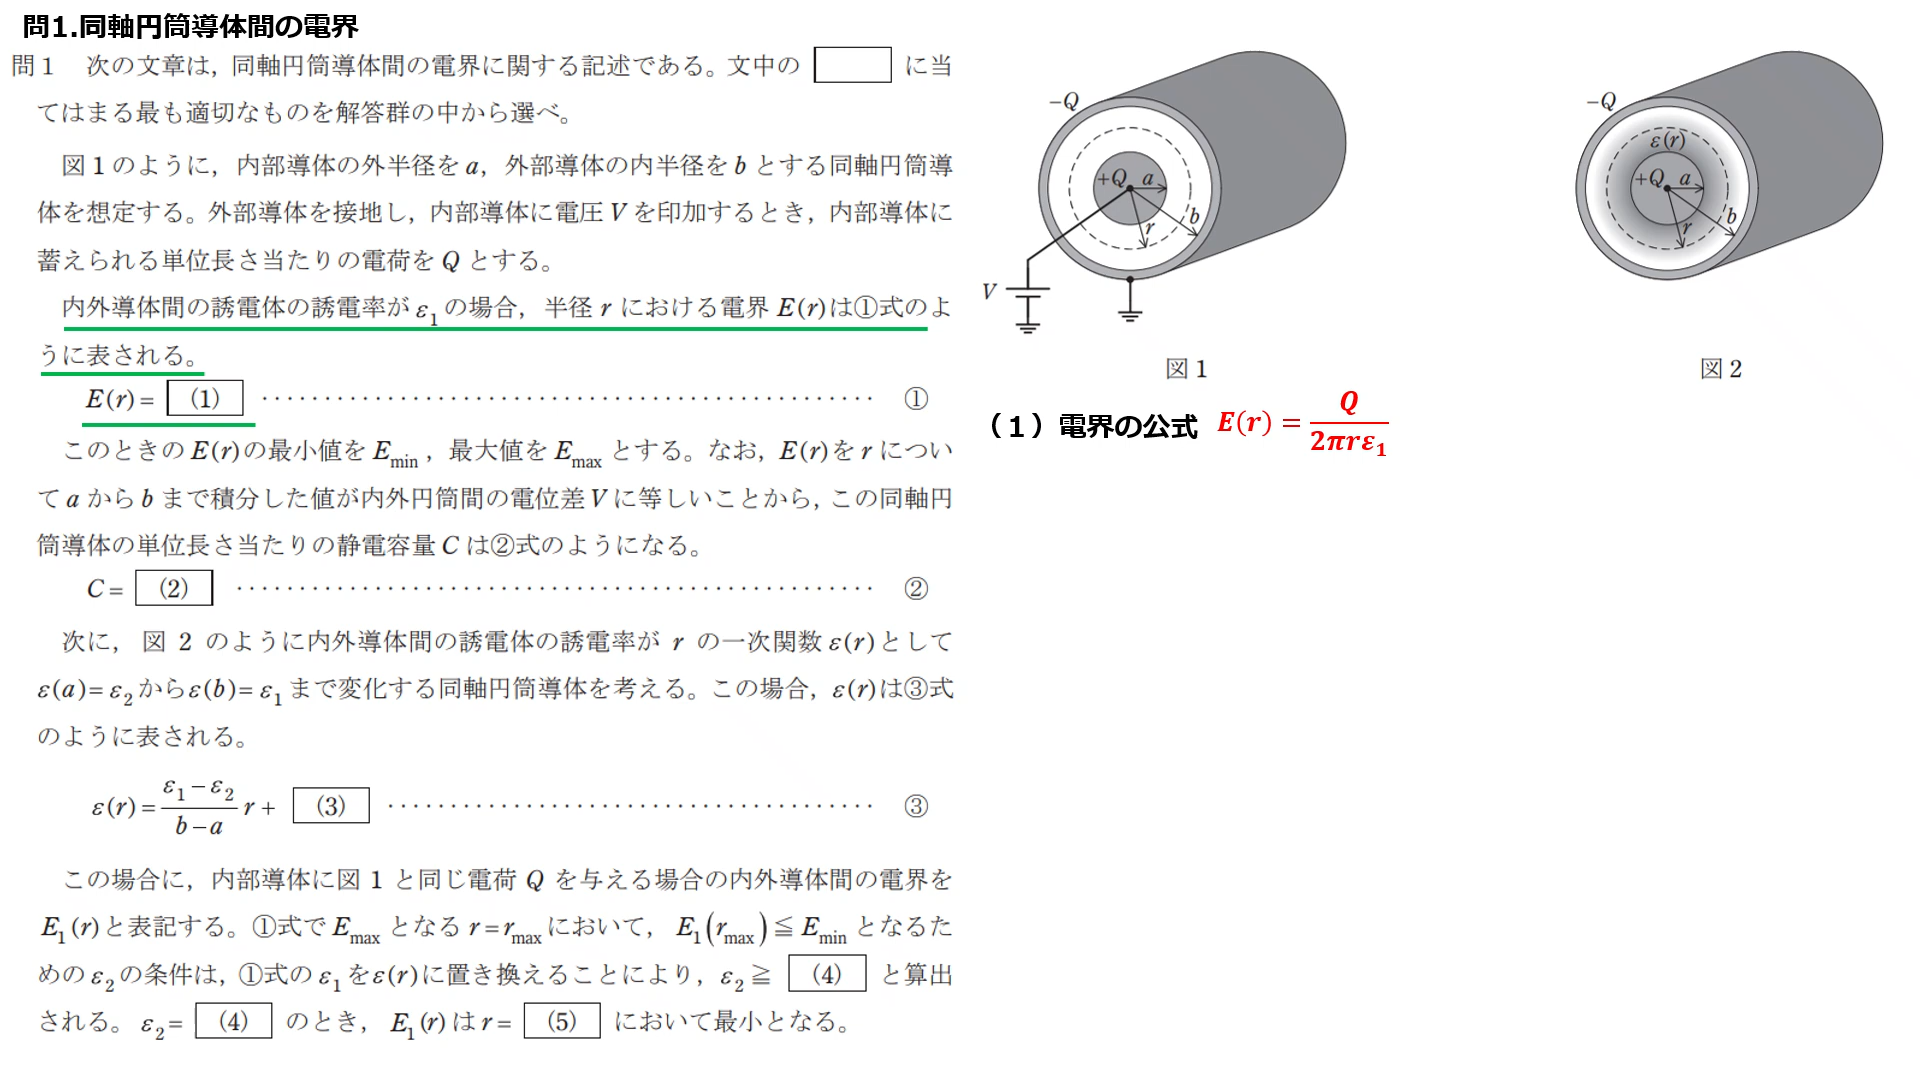 問1.同軸円筒導体間の電界
問1 次の文章は，同軸円筒導体間の電界に関する記述である。文中の に当
てはまる最も適切なものを解答群の中から選べ。
図1のように，内部導体の外半径をa，外部導体の内半径をbとする同軸円筒導
体を想定する。外部導体を接地し，内部導体に電圧Vを印加するとき，内部導体に
蓄えられる単位長さ当たりの電荷をQとする。
内外導体間の誘電体の誘電率がε₁の場合，半径rにおける電界E(r)は①式のよ
うに表される。
E(r)= (1) ················································· ①
このときのE(r)の最小値をE_min，最大値をE_maxとする。なお，E(r)をrについ
てaからbまで積分した値が内外円筒間の電位差Vに等しいことから，この同軸円
筒導体の単位長さ当たりの静電容量Cは②式のようになる。
C= (2) ··················································· ②
次に，図2のように内外導体間の誘電体の誘電率がrの一次関数ε(r)として
ε(a)=ε₂からε(b)=ε₁まで変化する同軸円筒導体を考える。この場合，ε(r)は③式
のように表される。
ε(r)=(ε₁−ε₂)/(b−a) r+ (3) ······································· ③
この場合に，内部導体に図1と同じ電荷Qを与える場合の内外導体間の電界を
E₁(r)と表記する。①式でE_maxとなるr=r_maxにおいて，E₁(r_max)≦E_minとなるた
めのε₂の条件は，①式のε₁をε(r)に置き換えることにより，ε₂≧ (4) と算出
される。ε₂= (4) のとき，E₁(r)はr= (5) において最小となる。
−Q
+Q a
b
r
V
図1
−Q
ε(r)
+Q a
b
r
図2
（1）電界の公式 E(r)=Q/(2πrε₁)